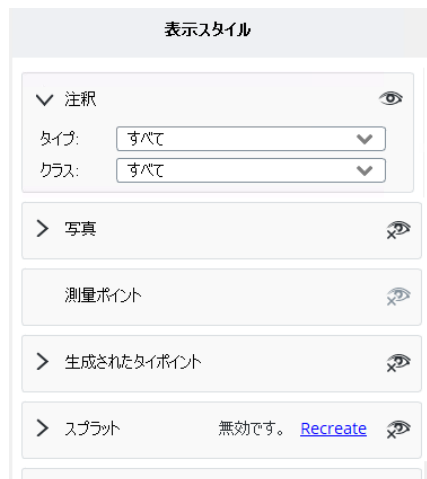 表示スタイル
注釈
タイプ: すべて
クラス: すべて
写真
測量ポイント
生成されたタイポイント
スプラット 無効です。 Recreate